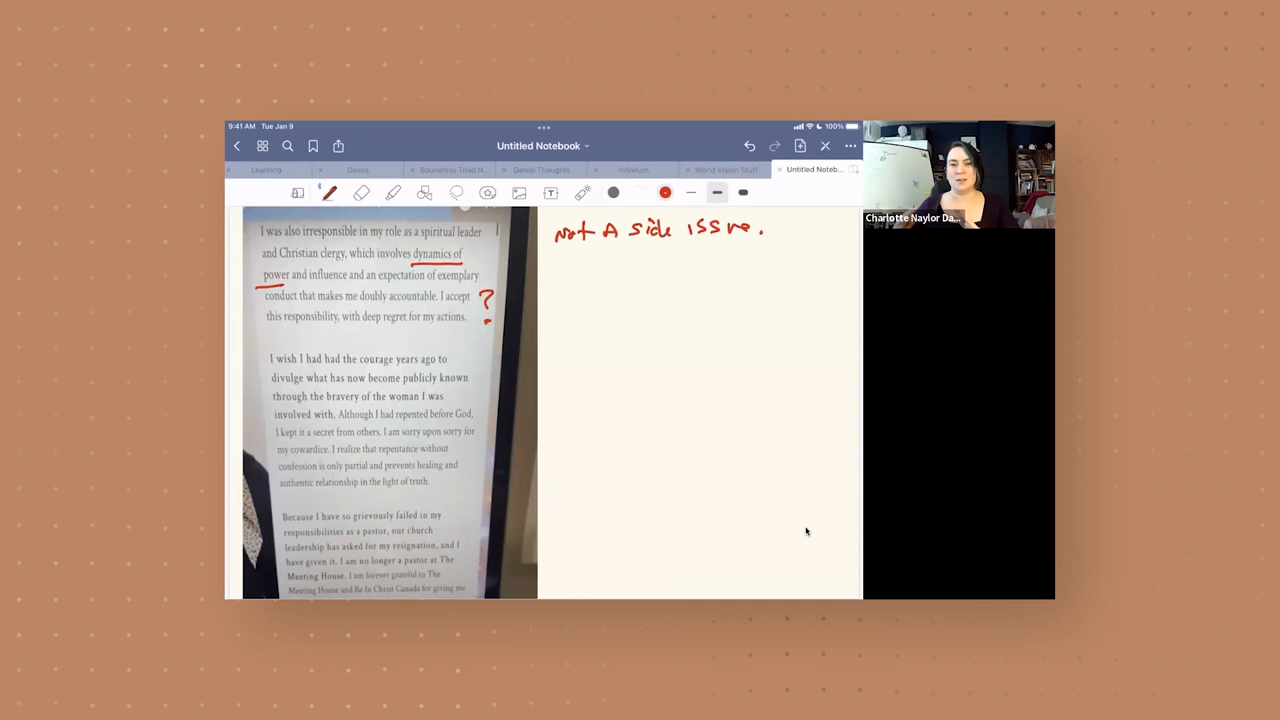 9:41 AM Tue Jan 9
100%
Untitled Notebook
Learning
Devos
Boundless Triad N...
Daniel Thoughts
Infinitum
World Vision Stuff
Untitled Noteb...
I was also irresponsible in my role as a spiritual leader
and Christian clergy, which involves dynamics of
power and influence and an expectation of exemplary
conduct that makes me doubly accountable. I accept
this responsibility, with deep regret for my actions.
?
I wish I had had the courage years ago to
divulge what has now become publicly known
through the bravery of the woman I was
involved with. Although I had repented before God,
I kept it a secret from others. I am sorry upon sorry for
my cowardice. I realize that repentance without
confession is only partial and prevents healing and
authentic relationship in the light of truth.
Because I have so grievously failed in my
responsibilities as a pastor, our church
leadership has asked for my resignation, and I
have given it. I am no longer a pastor at The
Meeting House. I am forever grateful to The
Meeting House and Be In Christ Canada for giving me
Not A side issue.
Charlotte Naylor Da...